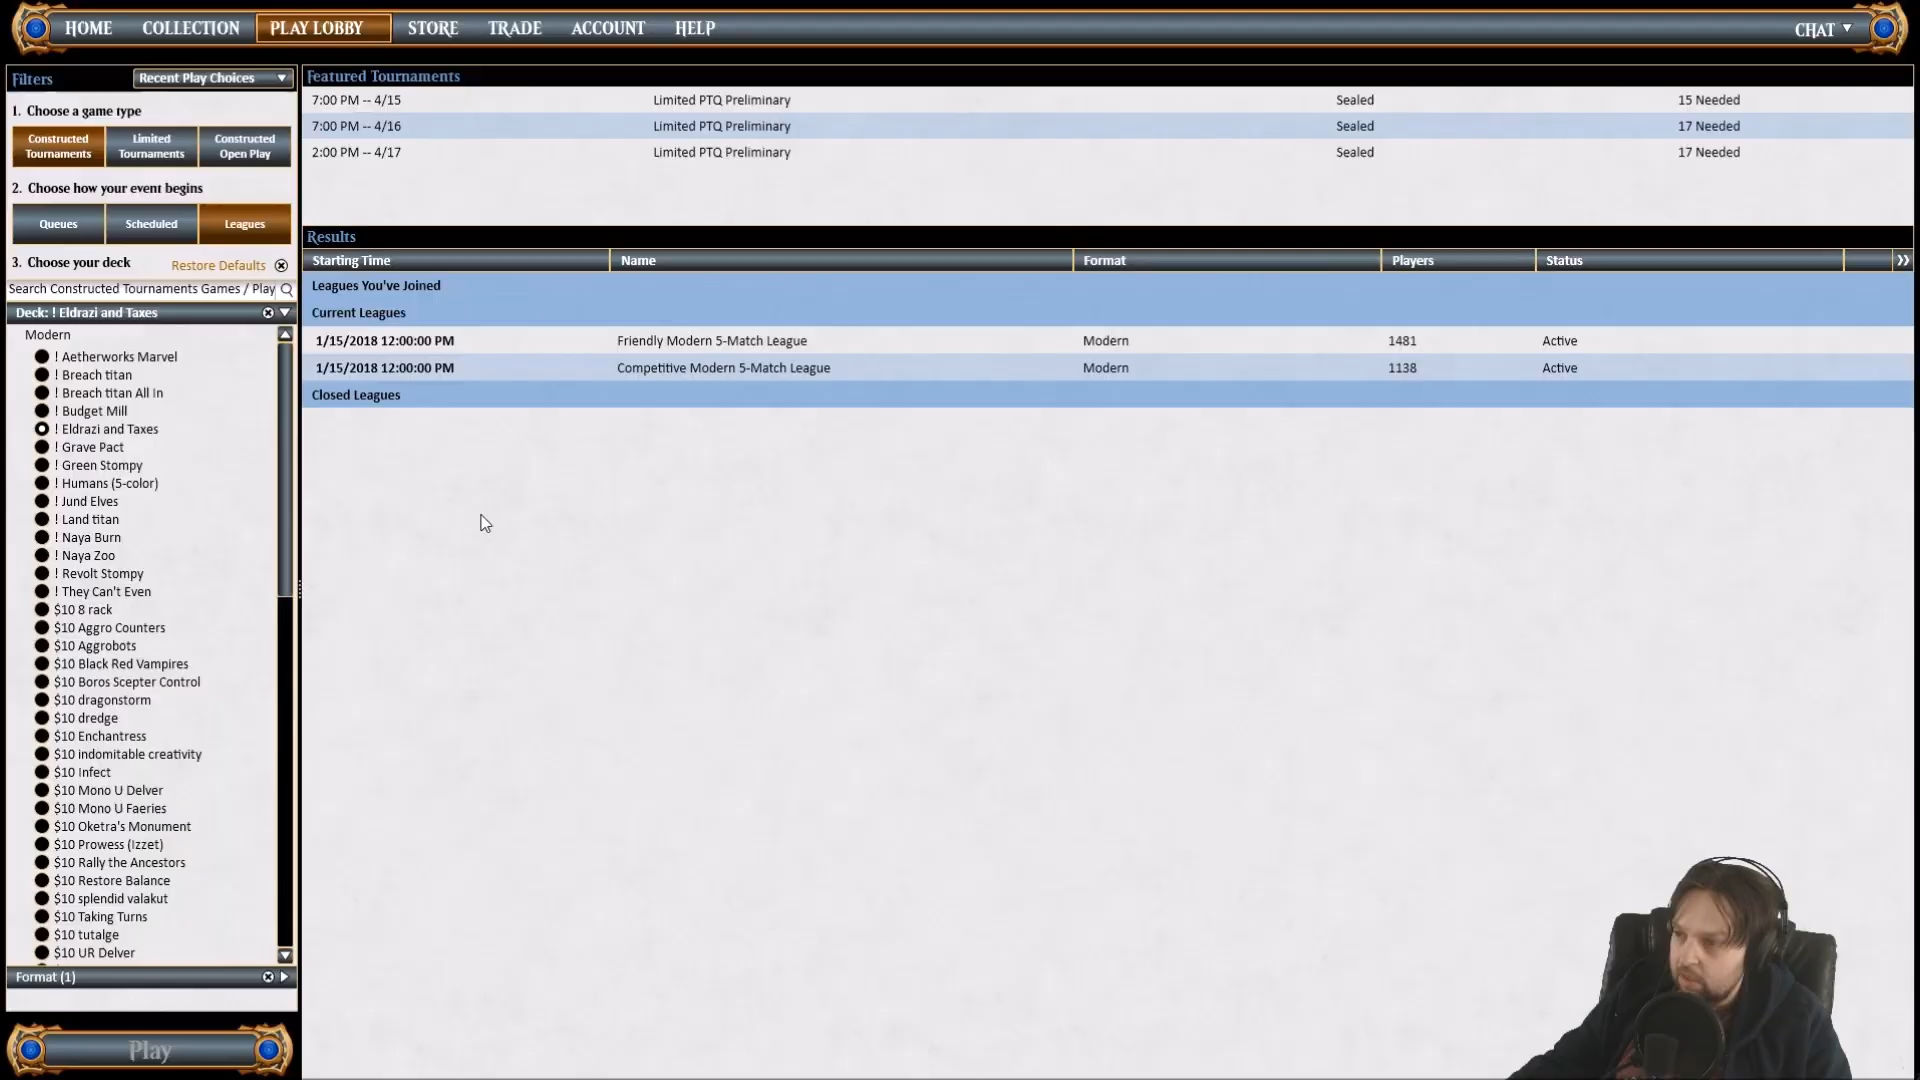 HOME COLLECTION PLAY LOBBY STORE TRADE ACCOUNT HELP CHAT
Filters Recent Play Choices
1. Choose a game type
Constructed Tournaments Limited Tournaments Constructed Open Play
2. Choose how your event begins
Queues Scheduled Leagues
3. Choose your deck Restore Defaults
Search Constructed Tournaments Games / Play
Deck: ! Eldrazi and Taxes
Modern
! Aetherworks Marvel
! Breach titan
! Breach titan All In
! Budget Mill
! Eldrazi and Taxes
! Grave Pact
! Green Stompy
! Humans (5-color)
! Jund Elves
! Land titan
! Naya Burn
! Naya Zoo
! Revolt Stompy
! They Can't Even
$10 8 rack
$10 Aggro Counters
$10 Aggrobots
$10 Black Red Vampires
$10 Boros Scepter Control
$10 dragonstorm
$10 dredge
$10 Enchantress
$10 indomitable creativity
$10 Infect
$10 Mono U Delver
$10 Mono U Faeries
$10 Oketra's Monument
$10 Prowess (Izzet)
$10 Rally the Ancestors
$10 Restore Balance
$10 splendid valakut
$10 Taking Turns
$10 tutalge
$10 UR Delver
Format (1)
Play
Featured Tournaments
7:00 PM -- 4/15 Limited PTQ Preliminary Sealed 15 Needed
7:00 PM -- 4/16 Limited PTQ Preliminary Sealed 17 Needed
2:00 PM -- 4/17 Limited PTQ Preliminary Sealed 17 Needed
Results
Starting Time Name Format Players Status
Leagues You've Joined
Current Leagues
1/15/2018 12:00:00 PM Friendly Modern 5-Match League Modern 1481 Active
1/15/2018 12:00:00 PM Competitive Modern 5-Match League Modern 1138 Active
Closed Leagues